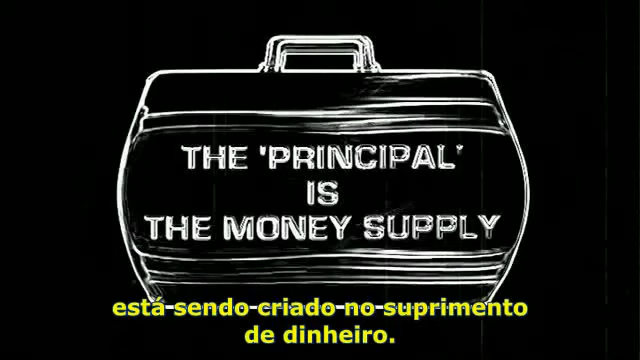 THE 'PRINCIPAL'
IS
THE MONEY SUPPLY
está sendo criado no suprimento
de dinheiro.